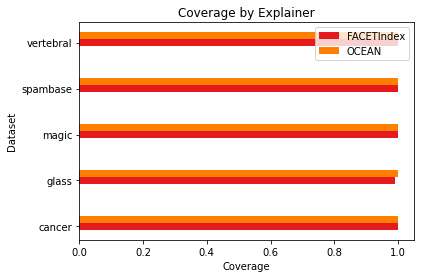 Coverage by Explainer
FACETIndex
OCEAN
vertebral
spambase
magic
glass
cancer
Dataset
0.0 0.2 0.4 0.6 0.8 1.0
Coverage